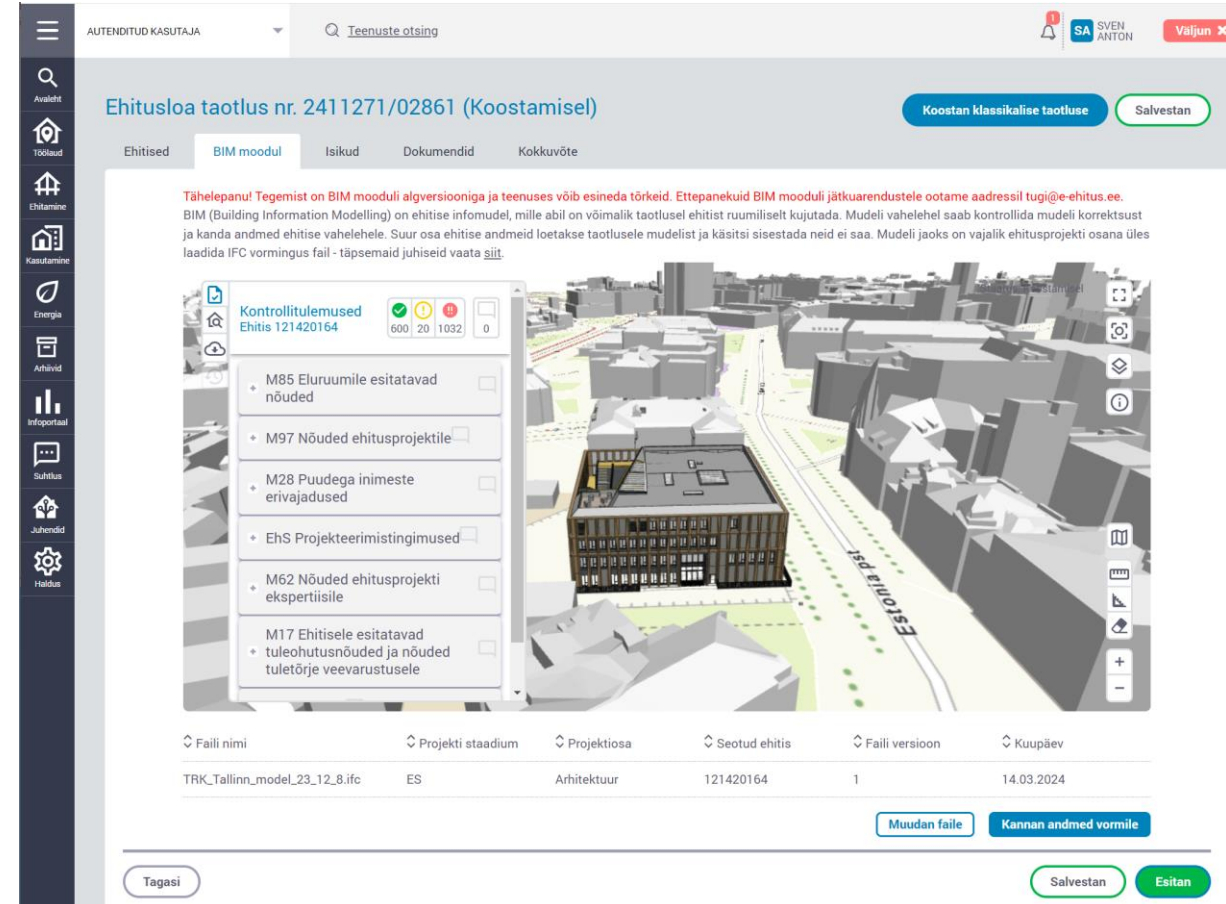 AUTENDITUD KASUTAJA
Teenuste otsing
1
SA
SVEN
ANTON
Väljun ✕
Avaleht
Töölaud
Ehitamine
Kasutamine
Energia
Arhiivid
Infoportaal
Suhtlus
Juhendid
Haldus
Ehitusloa taotlus nr. 2411271/02861 (Koostamisel)
Koostan klassikalise taotluse
Salvestan
Ehitised
BIM moodul
Isikud
Dokumendid
Kokkuvõte
Tähelepanu! Tegemist on BIM mooduli algversiooniga ja teenuses võib esineda tõrkeid. Ettepanekuid BIM mooduli jätkuarendustele ootame aadressil tugi@e-ehitus.ee.
BIM (Building Information Modelling) on ehitise infomudel, mille abil on võimalik taotlusel ehitist ruumiliselt kujutada. Mudeli vahelehel saab kontrollida mudeli korrektsust
ja kanda andmed ehitise vahelehele. Suur osa ehitise andmeid loetakse taotlusele mudelist ja käsitsi sisestada neid ei saa. Mudeli jaoks on vajalik ehitusprojekti osana üles
laadida IFC vormingus fail - täpsemaid juhiseid vaata siit.
Kontrollitulemused
Ehitis 121420164
600 20 1032 0
M85 Eluruumile esitatavad
nõuded
M97 Nõuded ehitusprojektile
M28 Puudega inimeste
erivajadused
EhS Projekteerimistingimused
M62 Nõuded ehitusprojekti
ekspertiisile
M17 Ehitisele esitatavad
tuleohutusnõuded ja nõuded
tuletõrje veevarustusele
Estonia pst
+
−
Faili nimi
Projekti staadium
Projektiosa
Seotud ehitis
Faili versioon
Kuupäev
TRK_Tallinn_model_23_12_8.ifc
ES
Arhitektuur
121420164
1
14.03.2024
Muudan faile
Kannan andmed vormile
Tagasi
Salvestan
Esitan